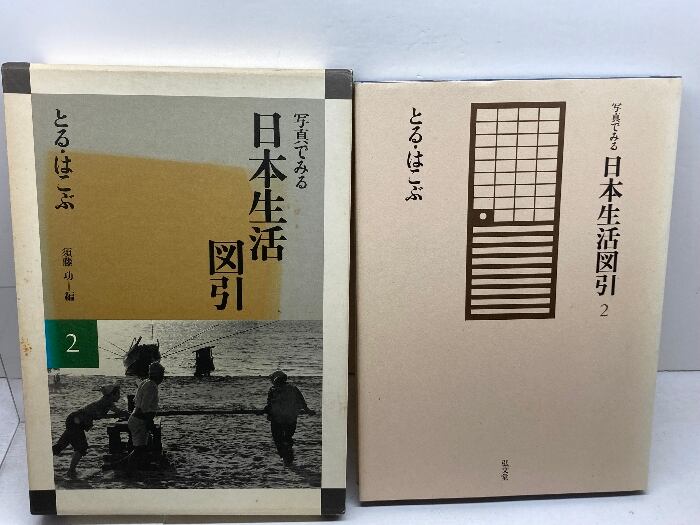 写真でみる
日本生活
図引
とる・はこぶ
須藤 功―編
2
写真でみる
日本生活図引
2
とる・はこぶ
弘文堂